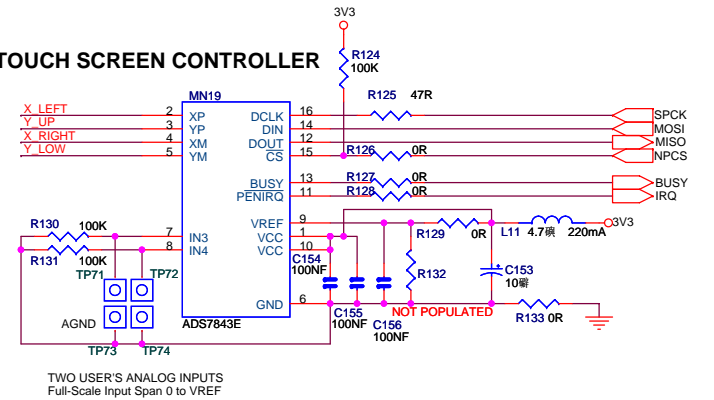 3V3
TOUCH SCREEN CONTROLLER
R124
100K
MN19
R125 47R
X_LEFT 2 XP DCLK 16 SPCK
Y_UP 3 YP DIN 14 MOSI
X_RIGHT 4 XM DOUT 12 MISO
Y_LOW 5 YM CS 15 R126 0R NPCS
BUSY 13 R127 0R BUSY
PENIRQ 11 R128 0R IRQ
VREF 9 R129 0R L11 4.7碽 220mA 3V3
R130 100K 7 IN3 VCC 1
R131 100K 8 IN4 VCC 10
C154
100NF
R132
C153
10碽
TP71 TP72
GND 6
C155
100NF
C156
100NF
NOT POPULATED
R133 0R
AGND
ADS7843E
TP73 TP74
TWO USER'S ANALOG INPUTS
Full-Scale Input Span 0 to VREF